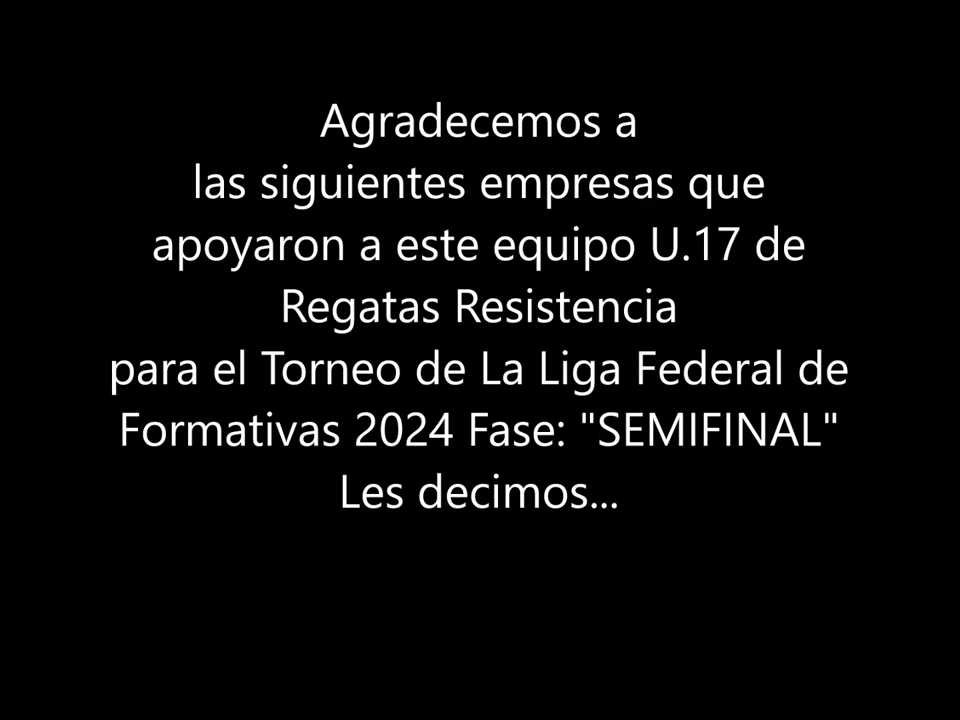 Agradecemos a
las siguientes empresas que
apoyaron a este equipo U.17 de
Regatas Resistencia
para el Torneo de La Liga Federal de
Formativas 2024 Fase: "SEMIFINAL"
Les decimos...